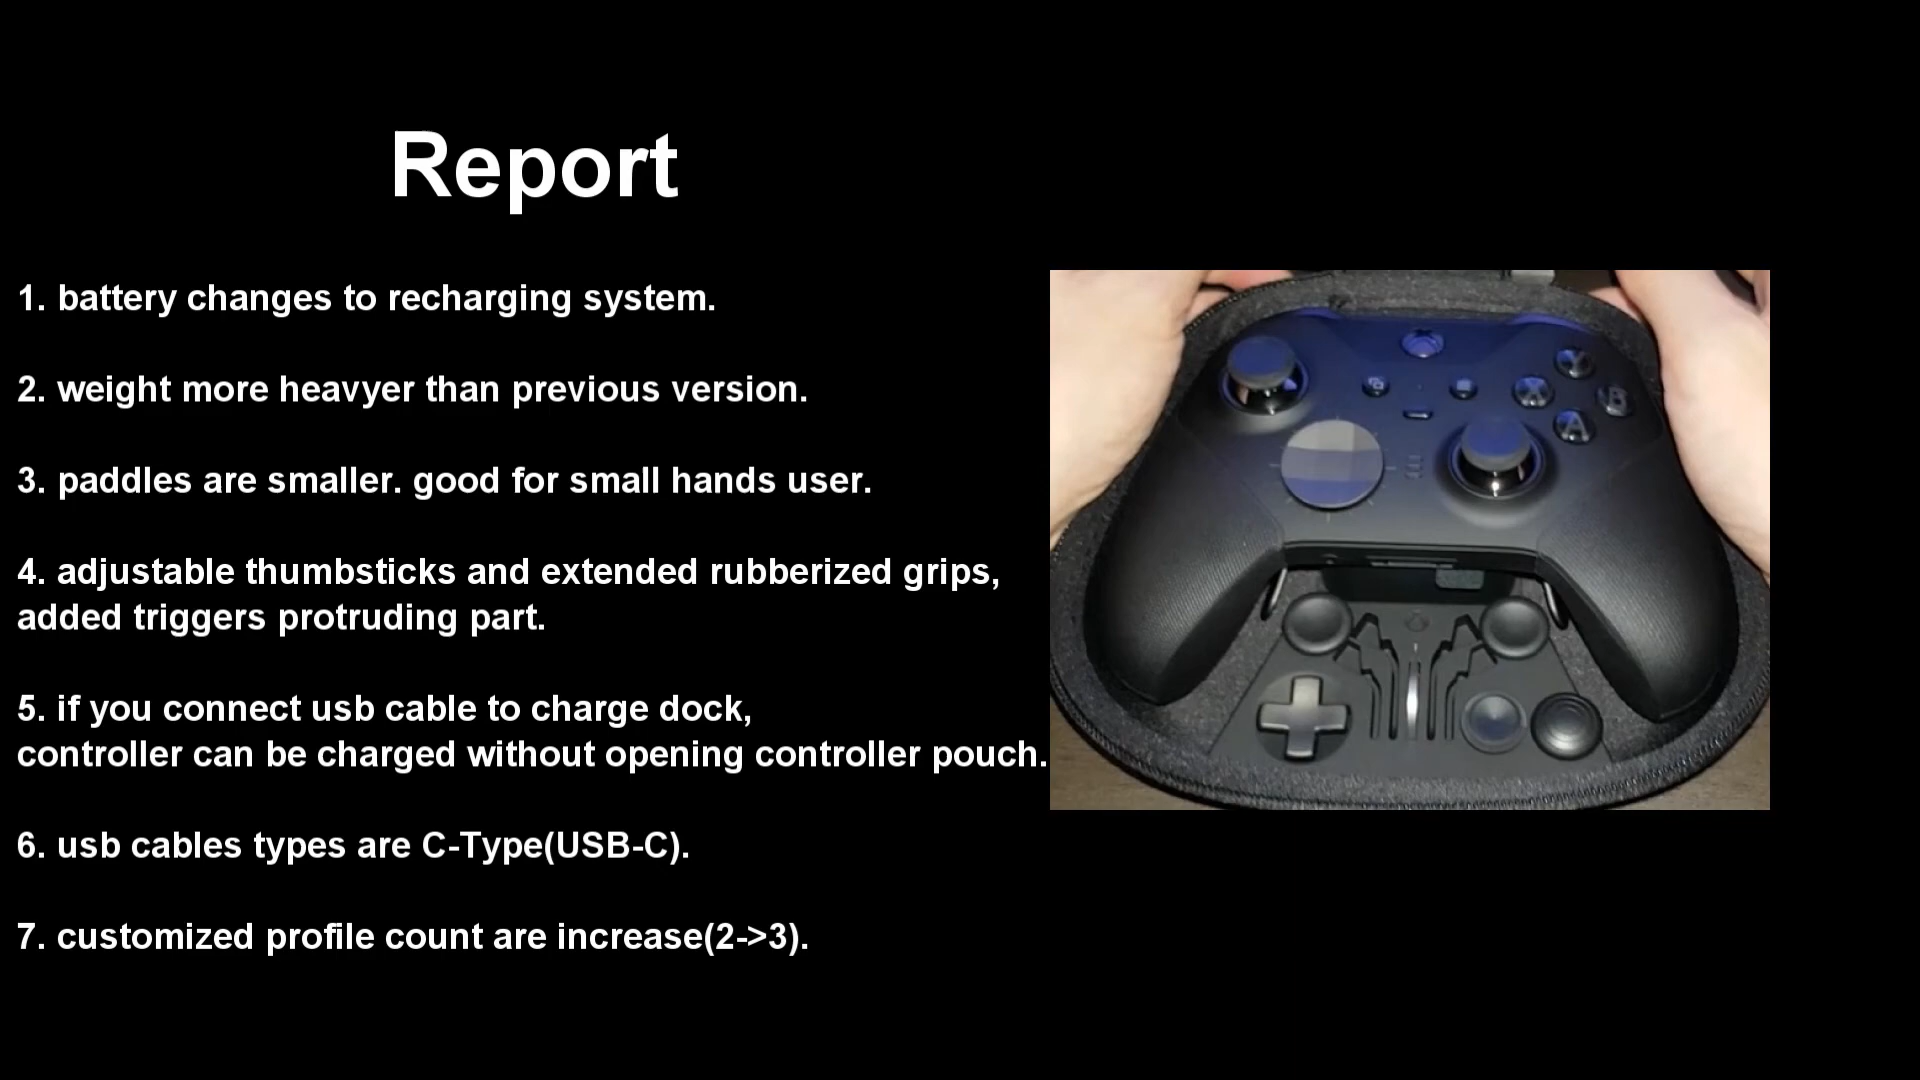 Report
1. battery changes to recharging system.
2. weight more heavyer than previous version.
3. paddles are smaller. good for small hands user.
4. adjustable thumbsticks and extended rubberized grips,
added triggers protruding part.
5. if you connect usb cable to charge dock,
controller can be charged without opening controller pouch.
6. usb cables types are C-Type(USB-C).
7. customized profile count are increase(2->3).
Y
X
B
A